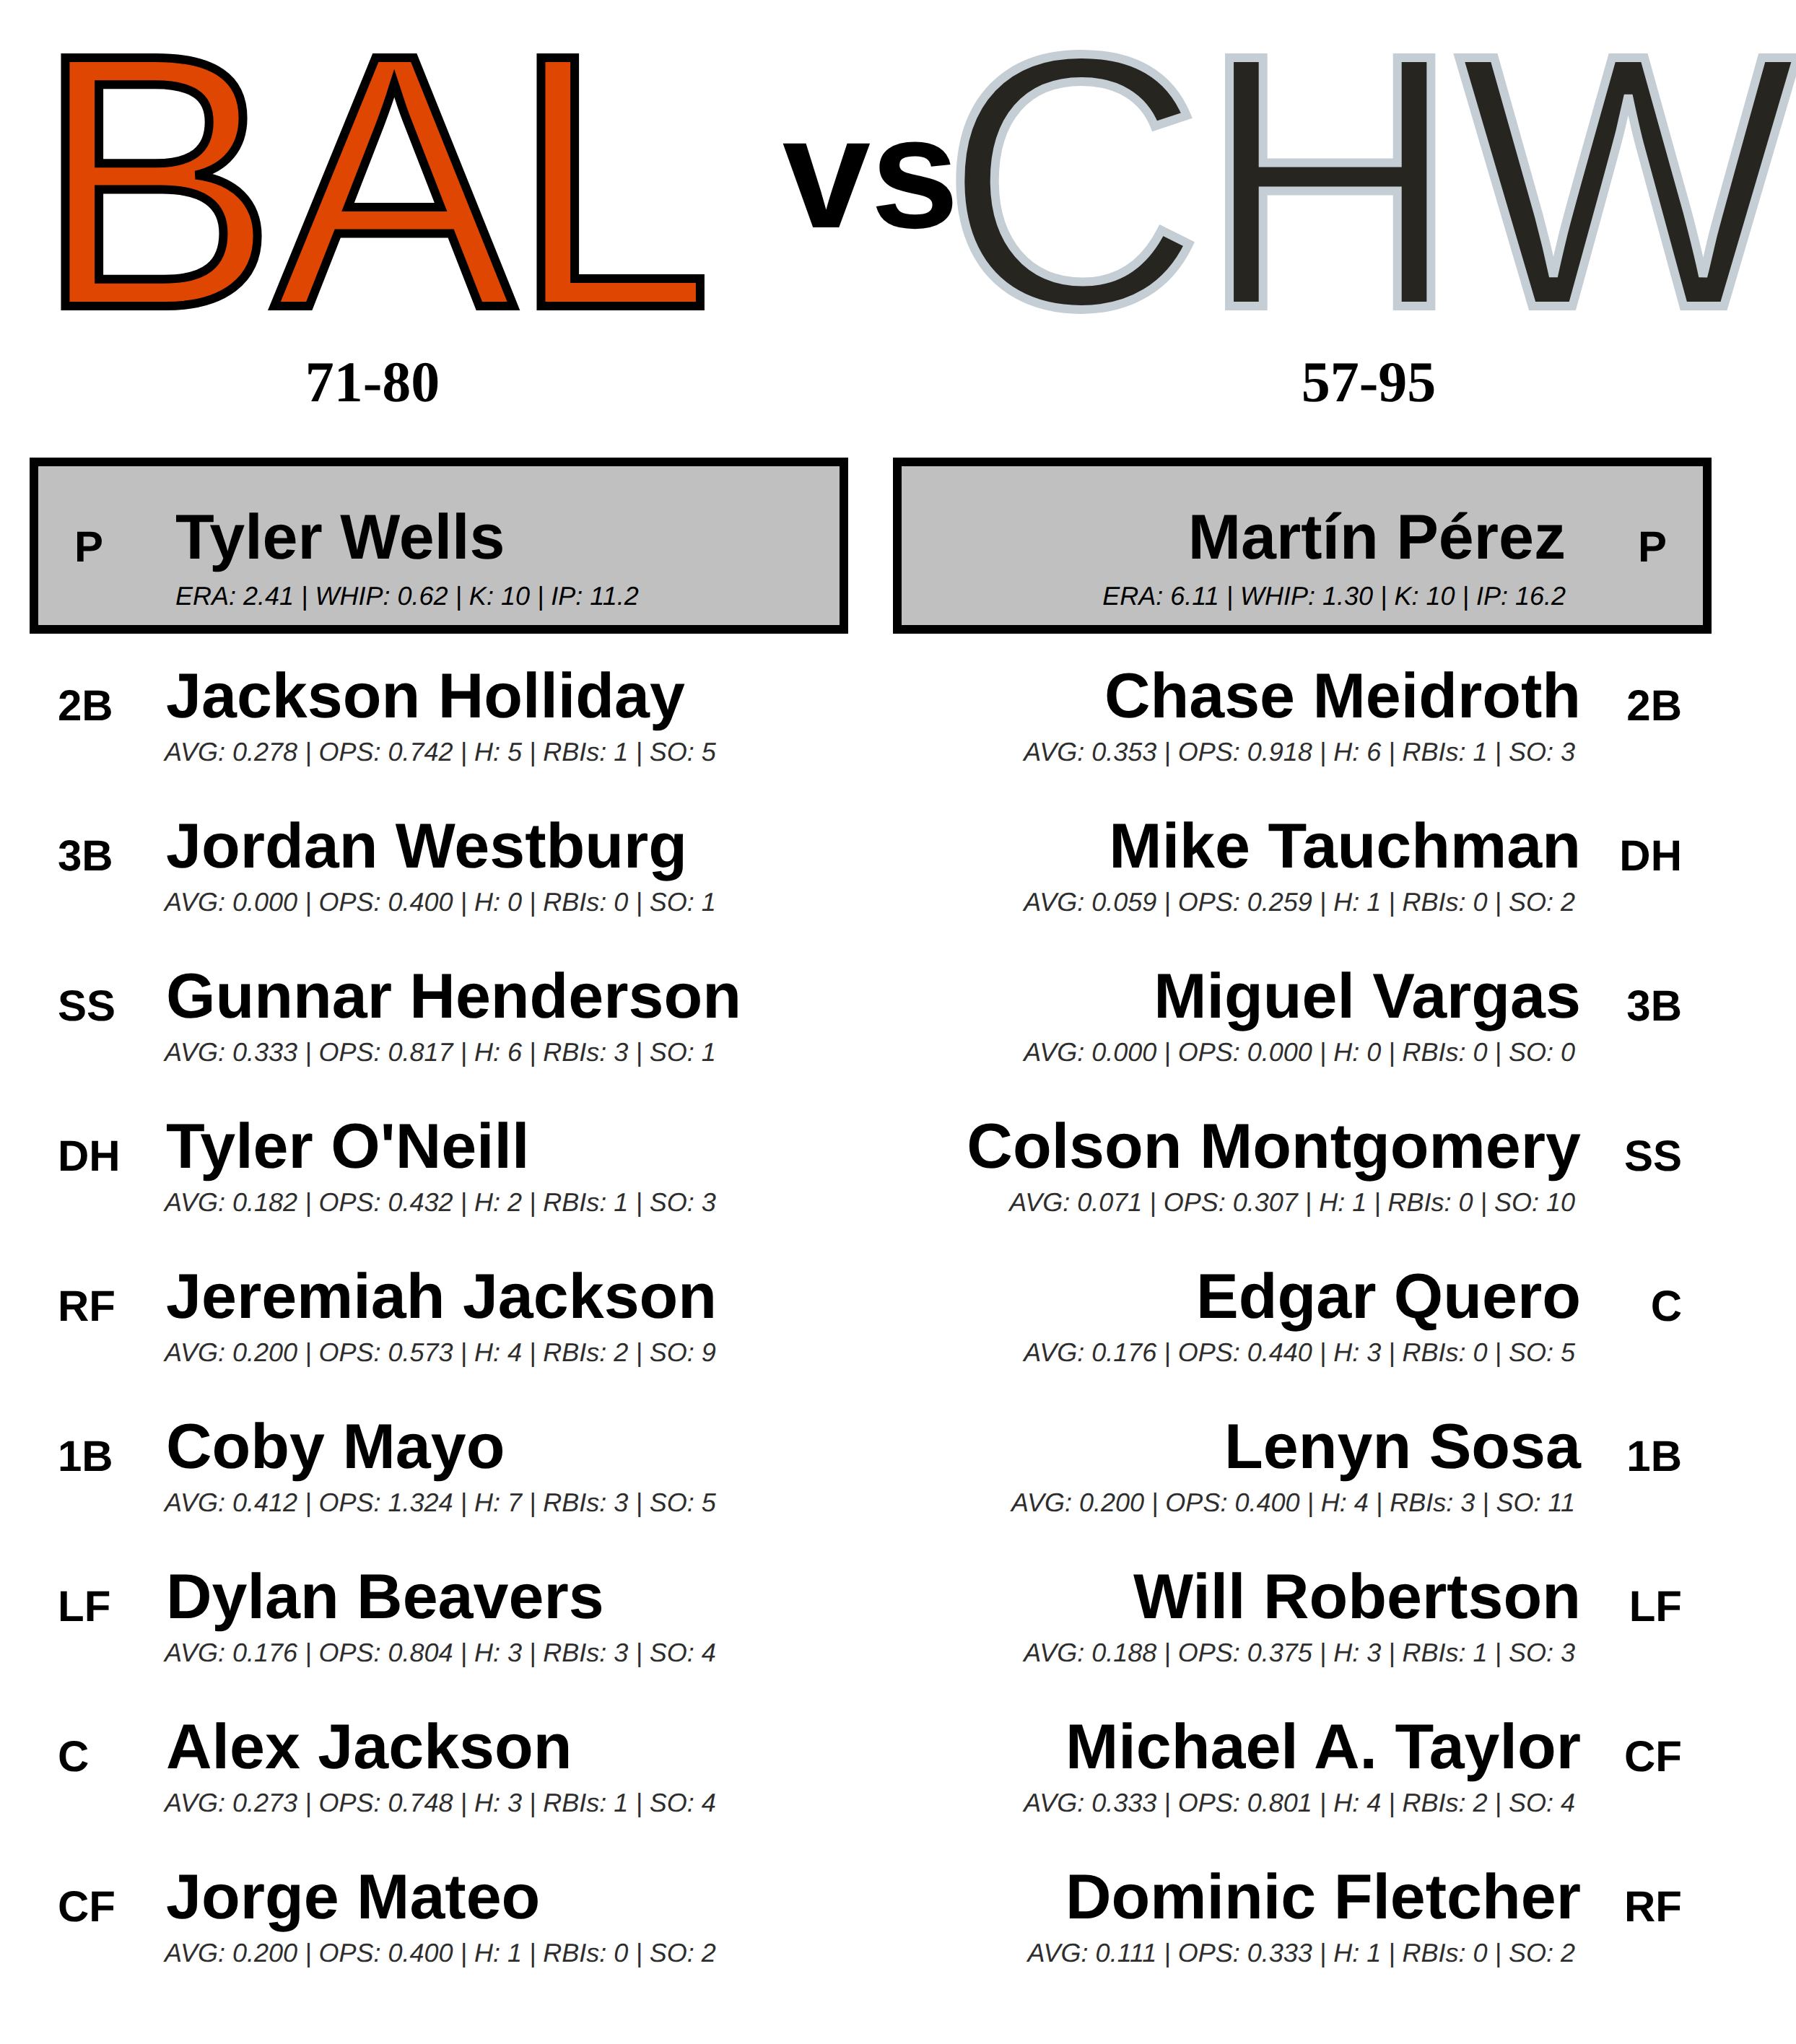 BAL vs CHW
71-80 57-95
P Tyler Wells
ERA: 2.41 | WHIP: 0.62 | K: 10 | IP: 11.2
Martín Pérez P
ERA: 6.11 | WHIP: 1.30 | K: 10 | IP: 16.2
2B Jackson Holliday
AVG: 0.278 | OPS: 0.742 | H: 5 | RBIs: 1 | SO: 5
3B Jordan Westburg
AVG: 0.000 | OPS: 0.400 | H: 0 | RBIs: 0 | SO: 1
SS Gunnar Henderson
AVG: 0.333 | OPS: 0.817 | H: 6 | RBIs: 3 | SO: 1
DH Tyler O'Neill
AVG: 0.182 | OPS: 0.432 | H: 2 | RBIs: 1 | SO: 3
RF Jeremiah Jackson
AVG: 0.200 | OPS: 0.573 | H: 4 | RBIs: 2 | SO: 9
1B Coby Mayo
AVG: 0.412 | OPS: 1.324 | H: 7 | RBIs: 3 | SO: 5
LF Dylan Beavers
AVG: 0.176 | OPS: 0.804 | H: 3 | RBIs: 3 | SO: 4
C Alex Jackson
AVG: 0.273 | OPS: 0.748 | H: 3 | RBIs: 1 | SO: 4
CF Jorge Mateo
AVG: 0.200 | OPS: 0.400 | H: 1 | RBIs: 0 | SO: 2
Chase Meidroth 2B
AVG: 0.353 | OPS: 0.918 | H: 6 | RBIs: 1 | SO: 3
Mike Tauchman DH
AVG: 0.059 | OPS: 0.259 | H: 1 | RBIs: 0 | SO: 2
Miguel Vargas 3B
AVG: 0.000 | OPS: 0.000 | H: 0 | RBIs: 0 | SO: 0
Colson Montgomery SS
AVG: 0.071 | OPS: 0.307 | H: 1 | RBIs: 0 | SO: 10
Edgar Quero C
AVG: 0.176 | OPS: 0.440 | H: 3 | RBIs: 0 | SO: 5
Lenyn Sosa 1B
AVG: 0.200 | OPS: 0.400 | H: 4 | RBIs: 3 | SO: 11
Will Robertson LF
AVG: 0.188 | OPS: 0.375 | H: 3 | RBIs: 1 | SO: 3
Michael A. Taylor CF
AVG: 0.333 | OPS: 0.801 | H: 4 | RBIs: 2 | SO: 4
Dominic Fletcher RF
AVG: 0.111 | OPS: 0.333 | H: 1 | RBIs: 0 | SO: 2